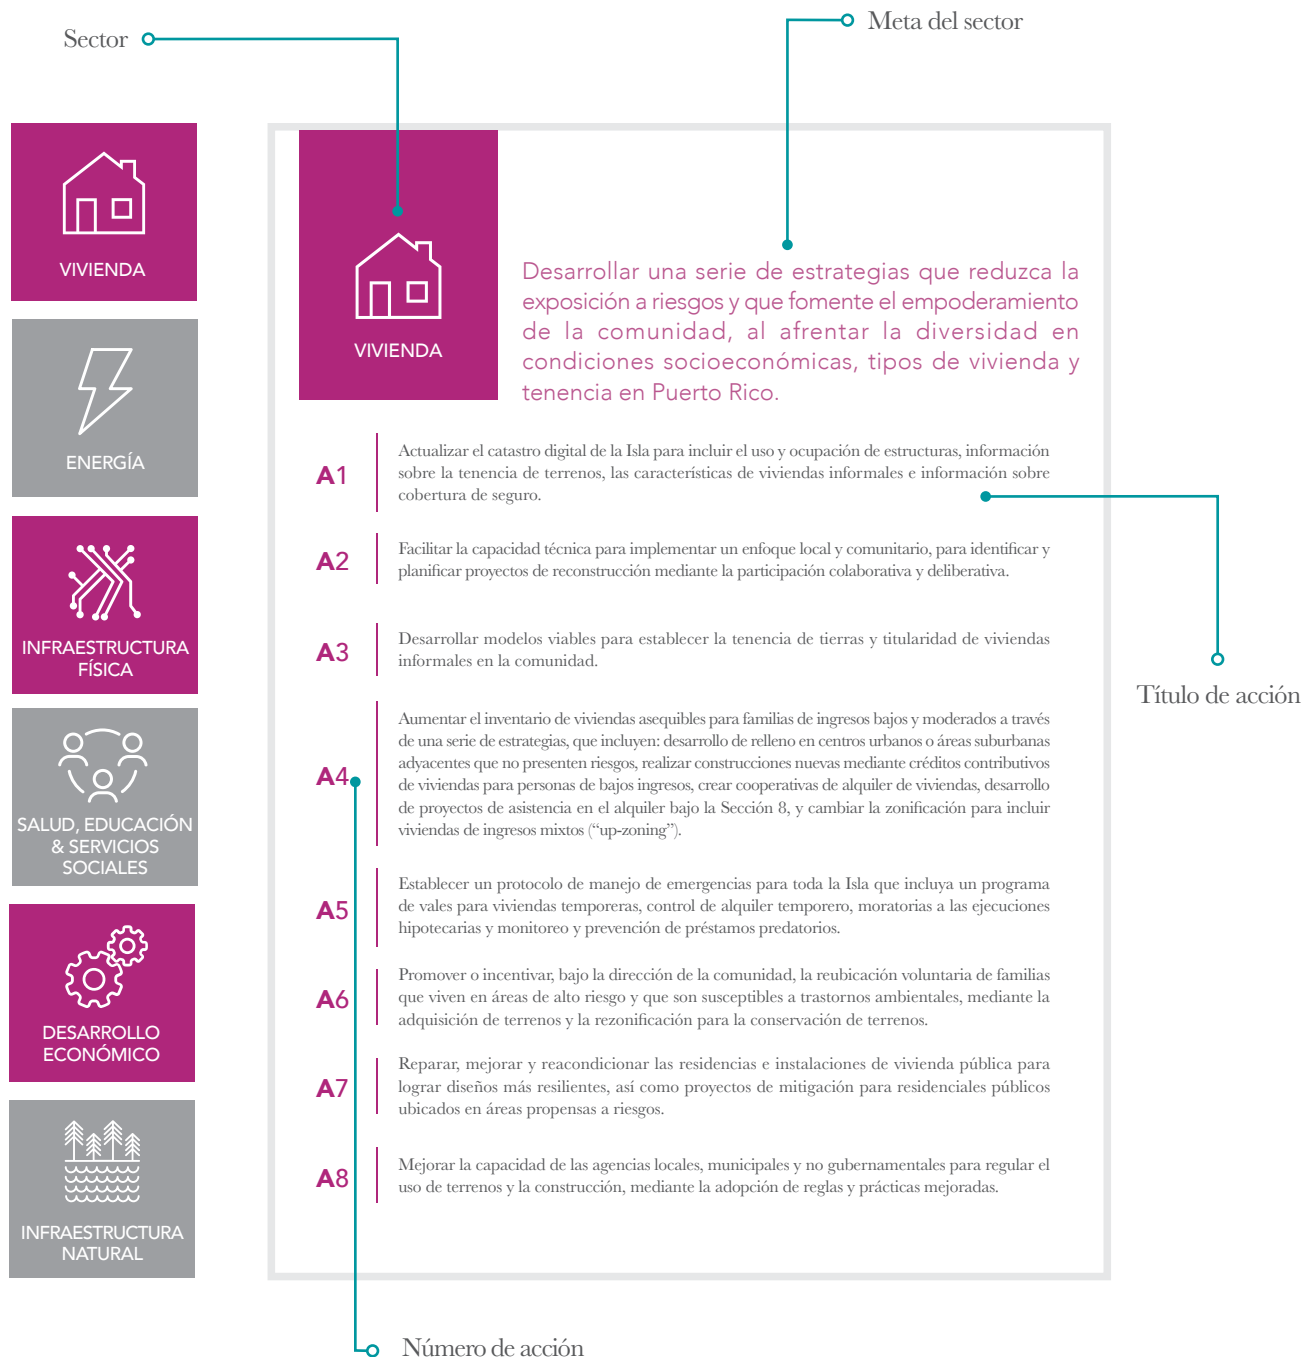 Meta del sector
Sector
VIVIENDA
ENERGÍA
INFRAESTRUCTURA
FÍSICA
SALUD, EDUCACIÓN
& SERVICIOS
SOCIALES
DESARROLLO
ECONÓMICO
INFRAESTRUCTURA
NATURAL
VIVIENDA
Desarrollar una serie de estrategias que reduzca la
exposición a riesgos y que fomente el empoderamiento
de la comunidad, al afrentar la diversidad en
condiciones socioeconómicas, tipos de vivienda y
tenencia en Puerto Rico.
A1
Actualizar el catastro digital de la Isla para incluir el uso y ocupación de estructuras, información
sobre la tenencia de terrenos, las características de viviendas informales e información sobre
cobertura de seguro.
A2
Facilitar la capacidad técnica para implementar un enfoque local y comunitario, para identificar y
planificar proyectos de reconstrucción mediante la participación colaborativa y deliberativa.
A3
Desarrollar modelos viables para establecer la tenencia de tierras y titularidad de viviendas
informales en la comunidad.
A4
Aumentar el inventario de viviendas asequibles para familias de ingresos bajos y moderados a través
de una serie de estrategias, que incluyen: desarrollo de relleno en centros urbanos o áreas suburbanas
adyacentes que no presenten riesgos, realizar construcciones nuevas mediante créditos contributivos
de viviendas para personas de bajos ingresos, crear cooperativas de alquiler de viviendas, desarrollo
de proyectos de asistencia en el alquiler bajo la Sección 8, y cambiar la zonificación para incluir
viviendas de ingresos mixtos (“up-zoning”).
A5
Establecer un protocolo de manejo de emergencias para toda la Isla que incluya un programa
de vales para viviendas temporeras, control de alquiler temporero, moratorias a las ejecuciones
hipotecarias y monitoreo y prevención de préstamos predatorios.
A6
Promover o incentivar, bajo la dirección de la comunidad, la reubicación voluntaria de familias
que viven en áreas de alto riesgo y que son susceptibles a trastornos ambientales, mediante la
adquisición de terrenos y la rezonificación para la conservación de terrenos.
A7
Reparar, mejorar y reacondicionar las residencias e instalaciones de vivienda pública para
lograr diseños más resilientes, así como proyectos de mitigación para residenciales públicos
ubicados en áreas propensas a riesgos.
A8
Mejorar la capacidad de las agencias locales, municipales y no gubernamentales para regular el
uso de terrenos y la construcción, mediante la adopción de reglas y prácticas mejoradas.
Título de acción
Número de acción